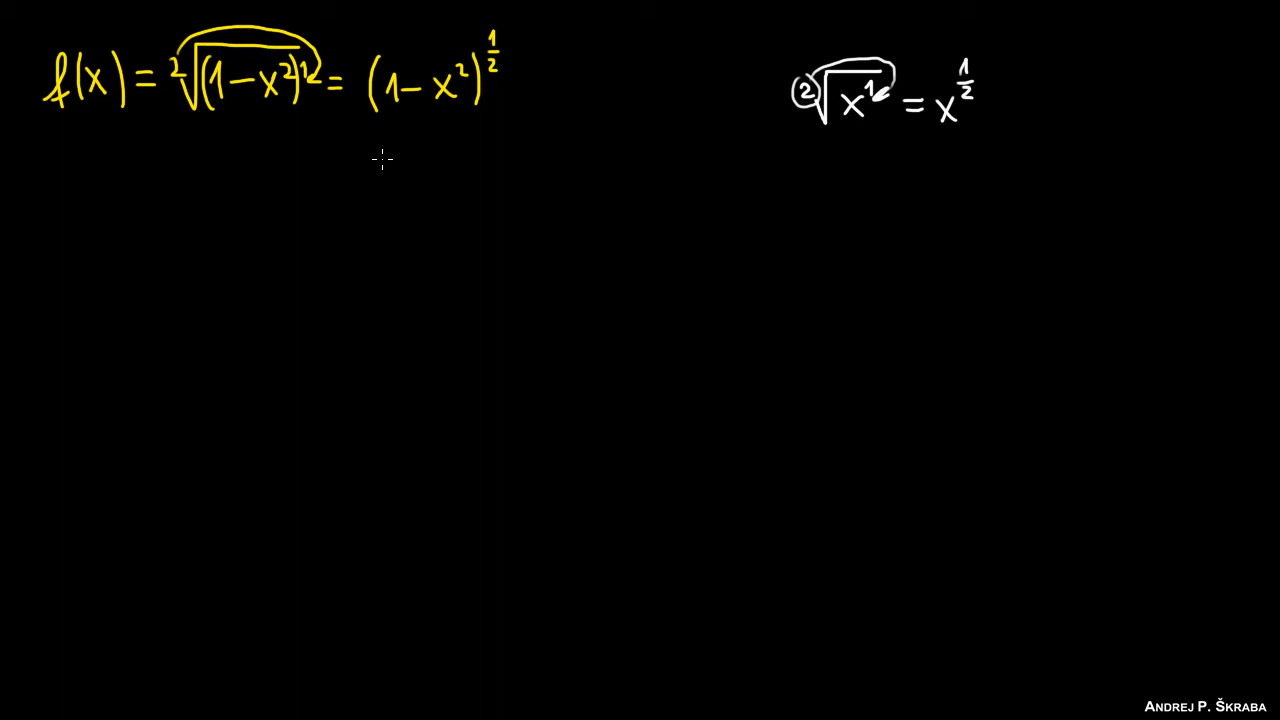 f(x) = ²√(1-x²)¹ = (1-x²)^½
²√x¹ = x^½
ANDREJ P. ŠKRABA